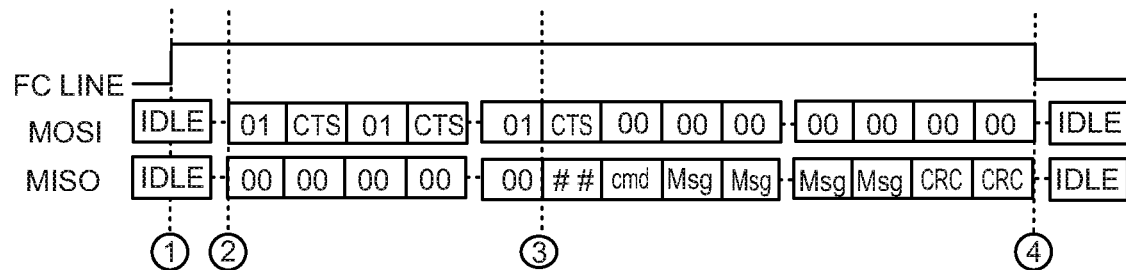 FC LINE
MOSI IDLE 01 CTS 01 CTS 01 CTS 00 00 00 00 00 00 00 IDLE
MISO IDLE 00 00 00 00 00 ## cmd Msg Msg Msg Msg CRC CRC IDLE
1 2 3 4